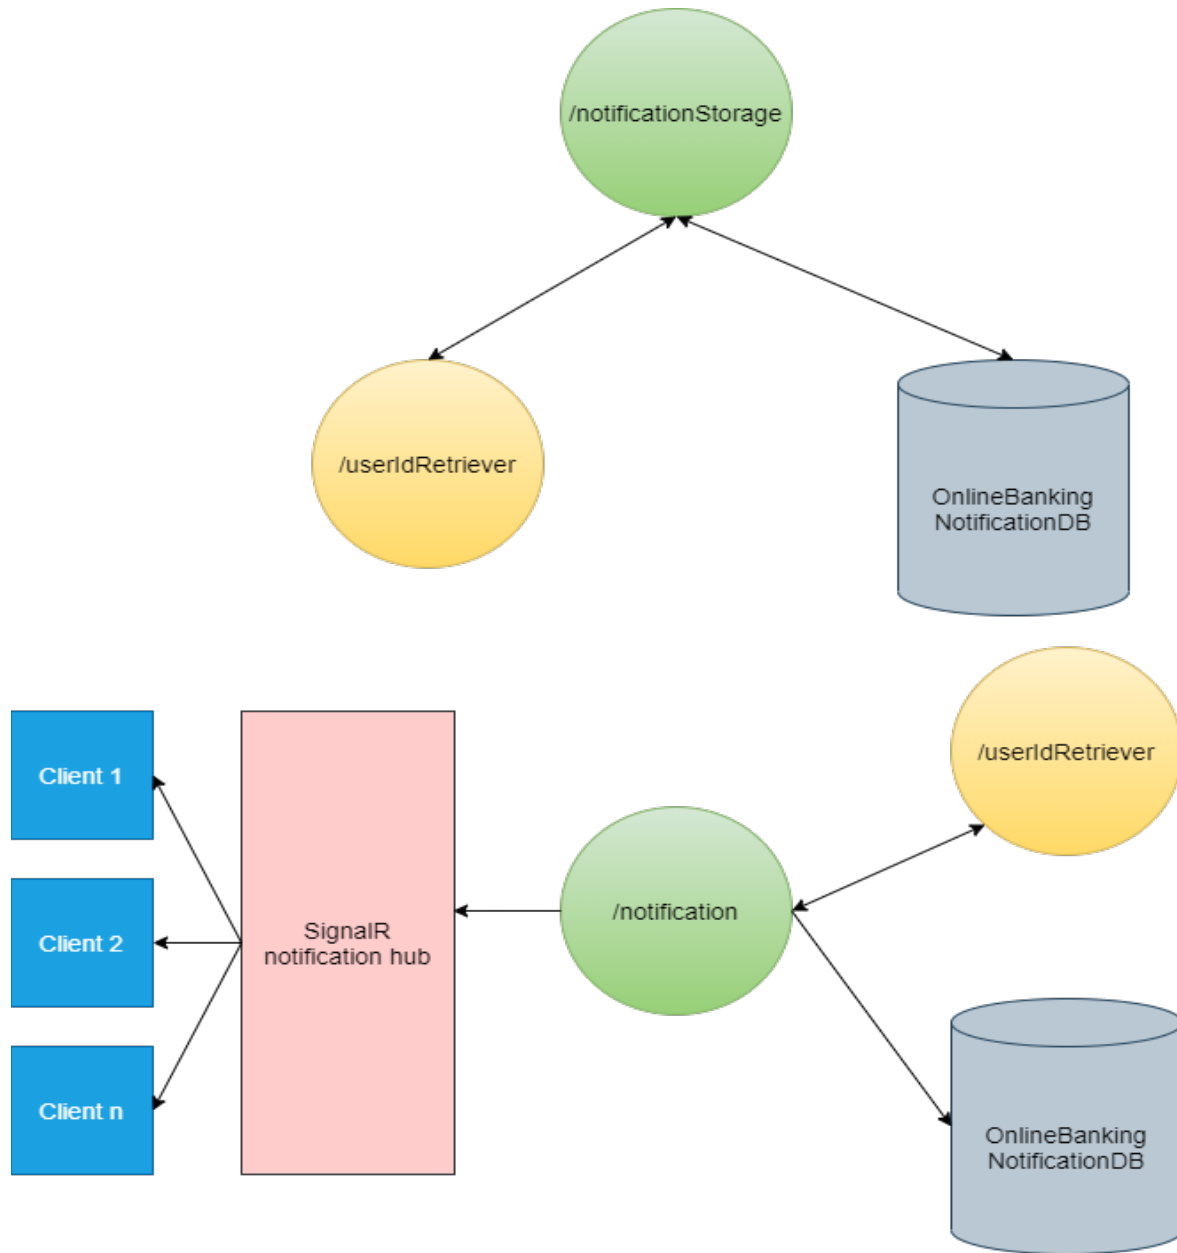 /notificationStorage
/userIdRetriever
OnlineBanking
NotificationDB
/userIdRetriever
Client 1
Client 2
Client n
SignalR
notification hub
/notification
OnlineBanking
NotificationDB